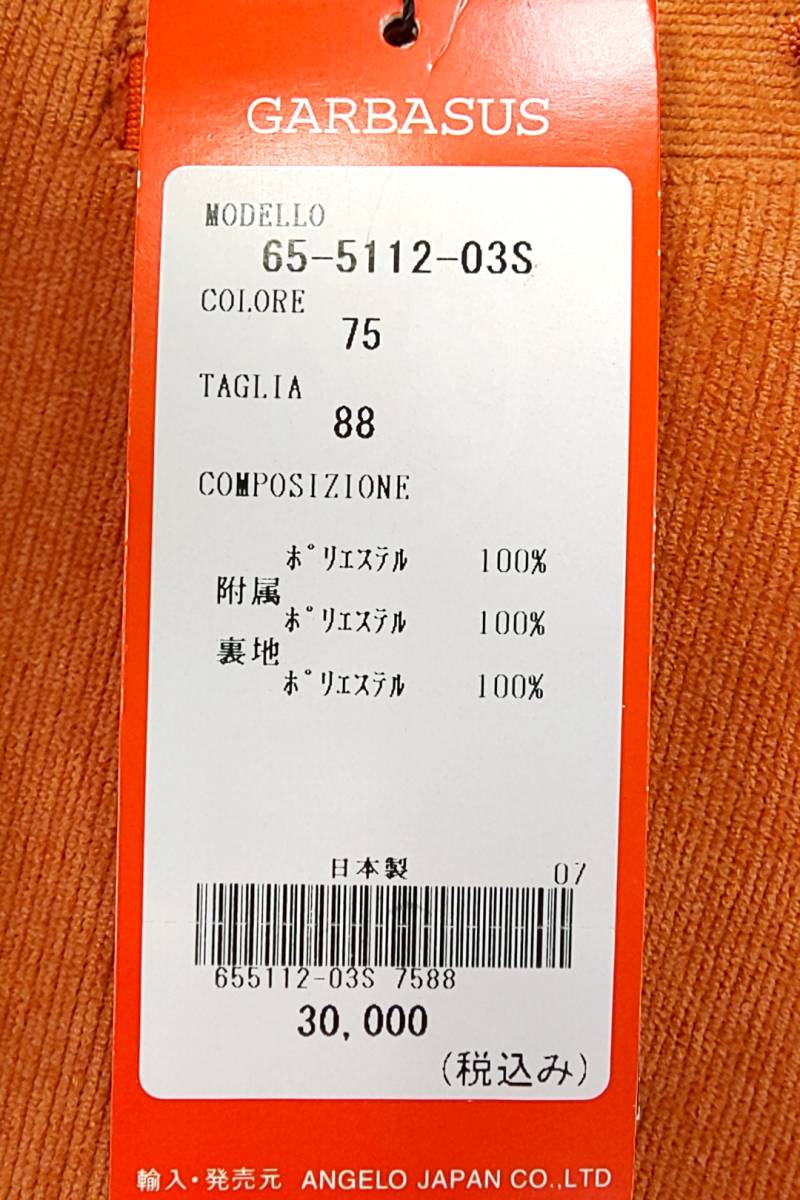 GARBASUS
MODELLO
65-5112-03S
COLORE
75
TAGLIA
88
COMPOSIZIONE
ﾎﾟﾘｴｽﾃﾙ 100%
附属
ﾎﾟﾘｴｽﾃﾙ 100%
裏地
ﾎﾟﾘｴｽﾃﾙ 100%
日本製 07
655112-03S 7588
30,000
(税込み)
輸入・発売元 ANGELO JAPAN CO.,LTD